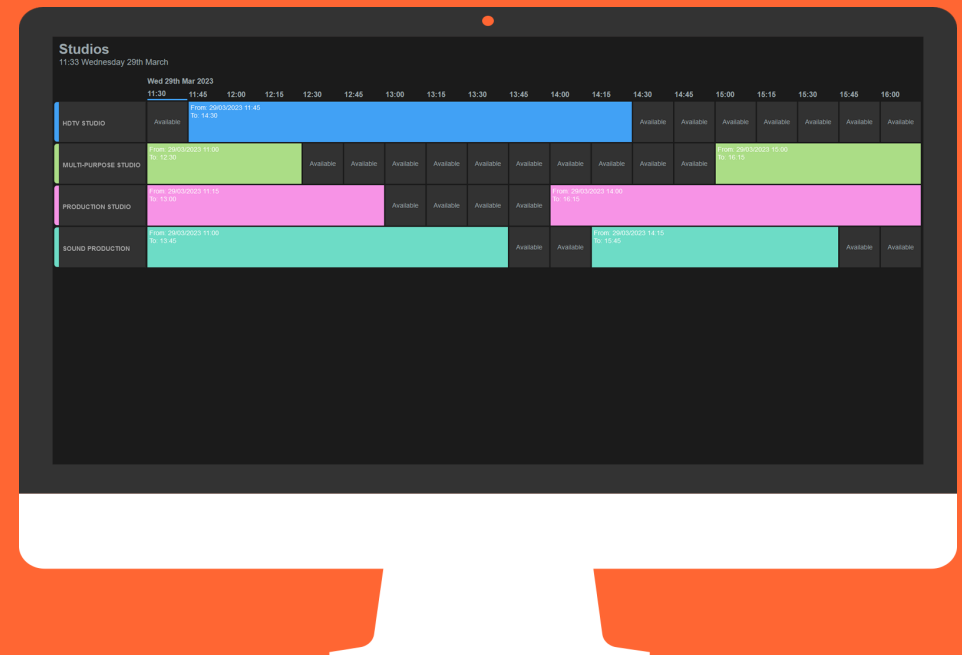 Studios
11:33 Wednesday 29th March
Wed 29th Mar 2023
11:30 11:45 12:00 12:15 12:30 12:45 13:00 13:15 13:30 13:45 14:00 14:15 14:30 14:45 15:00 15:15 15:30 15:45 16:00
From: 29/03/2023 11:45
To: 14:30
HDTV STUDIO Available Available Available Available Available Available Available Available
From: 29/03/2023 11:00 From: 29/03/2023 15:00
To: 12:30 To: 16:15
MULTI-PURPOSE STUDIO Available Available Available Available Available Available Available Available Available Available
From: 29/03/2023 11:15 From: 29/03/2023 14:00
To: 13:00 To: 16:15
PRODUCTION STUDIO Available Available Available Available
From: 29/03/2023 11:00 From: 29/03/2023 14:15
To: 13:45 To: 15:45
SOUND PRODUCTION Available Available Available Available